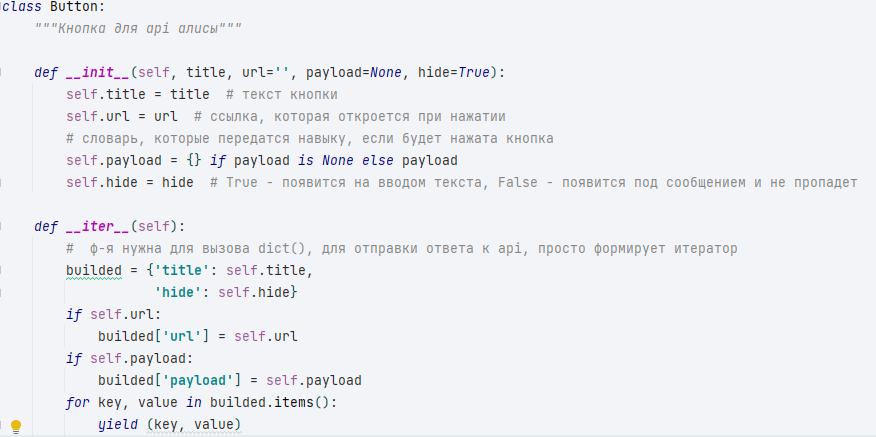 class Button:
    """Кнопка для api алисы"""

    def __init__(self, title, url='', payload=None, hide=True):
        self.title = title  # текст кнопки
        self.url = url  # ссылка, которая откроется при нажатии
        # словарь, которые передатся навыку, если будет нажата кнопка
        self.payload = {} if payload is None else payload
        self.hide = hide  # True - появится на вводом текста, False - появится под сообщением и не пропадет

    def __iter__(self):
        #  ф-я нужна для вызова dict(), для отправки ответа к api, просто формирует итератор
        builded = {'title': self.title,
                   'hide': self.hide}
        if self.url:
            builded['url'] = self.url
        if self.payload:
            builded['payload'] = self.payload
        for key, value in builded.items():
            yield (key, value)